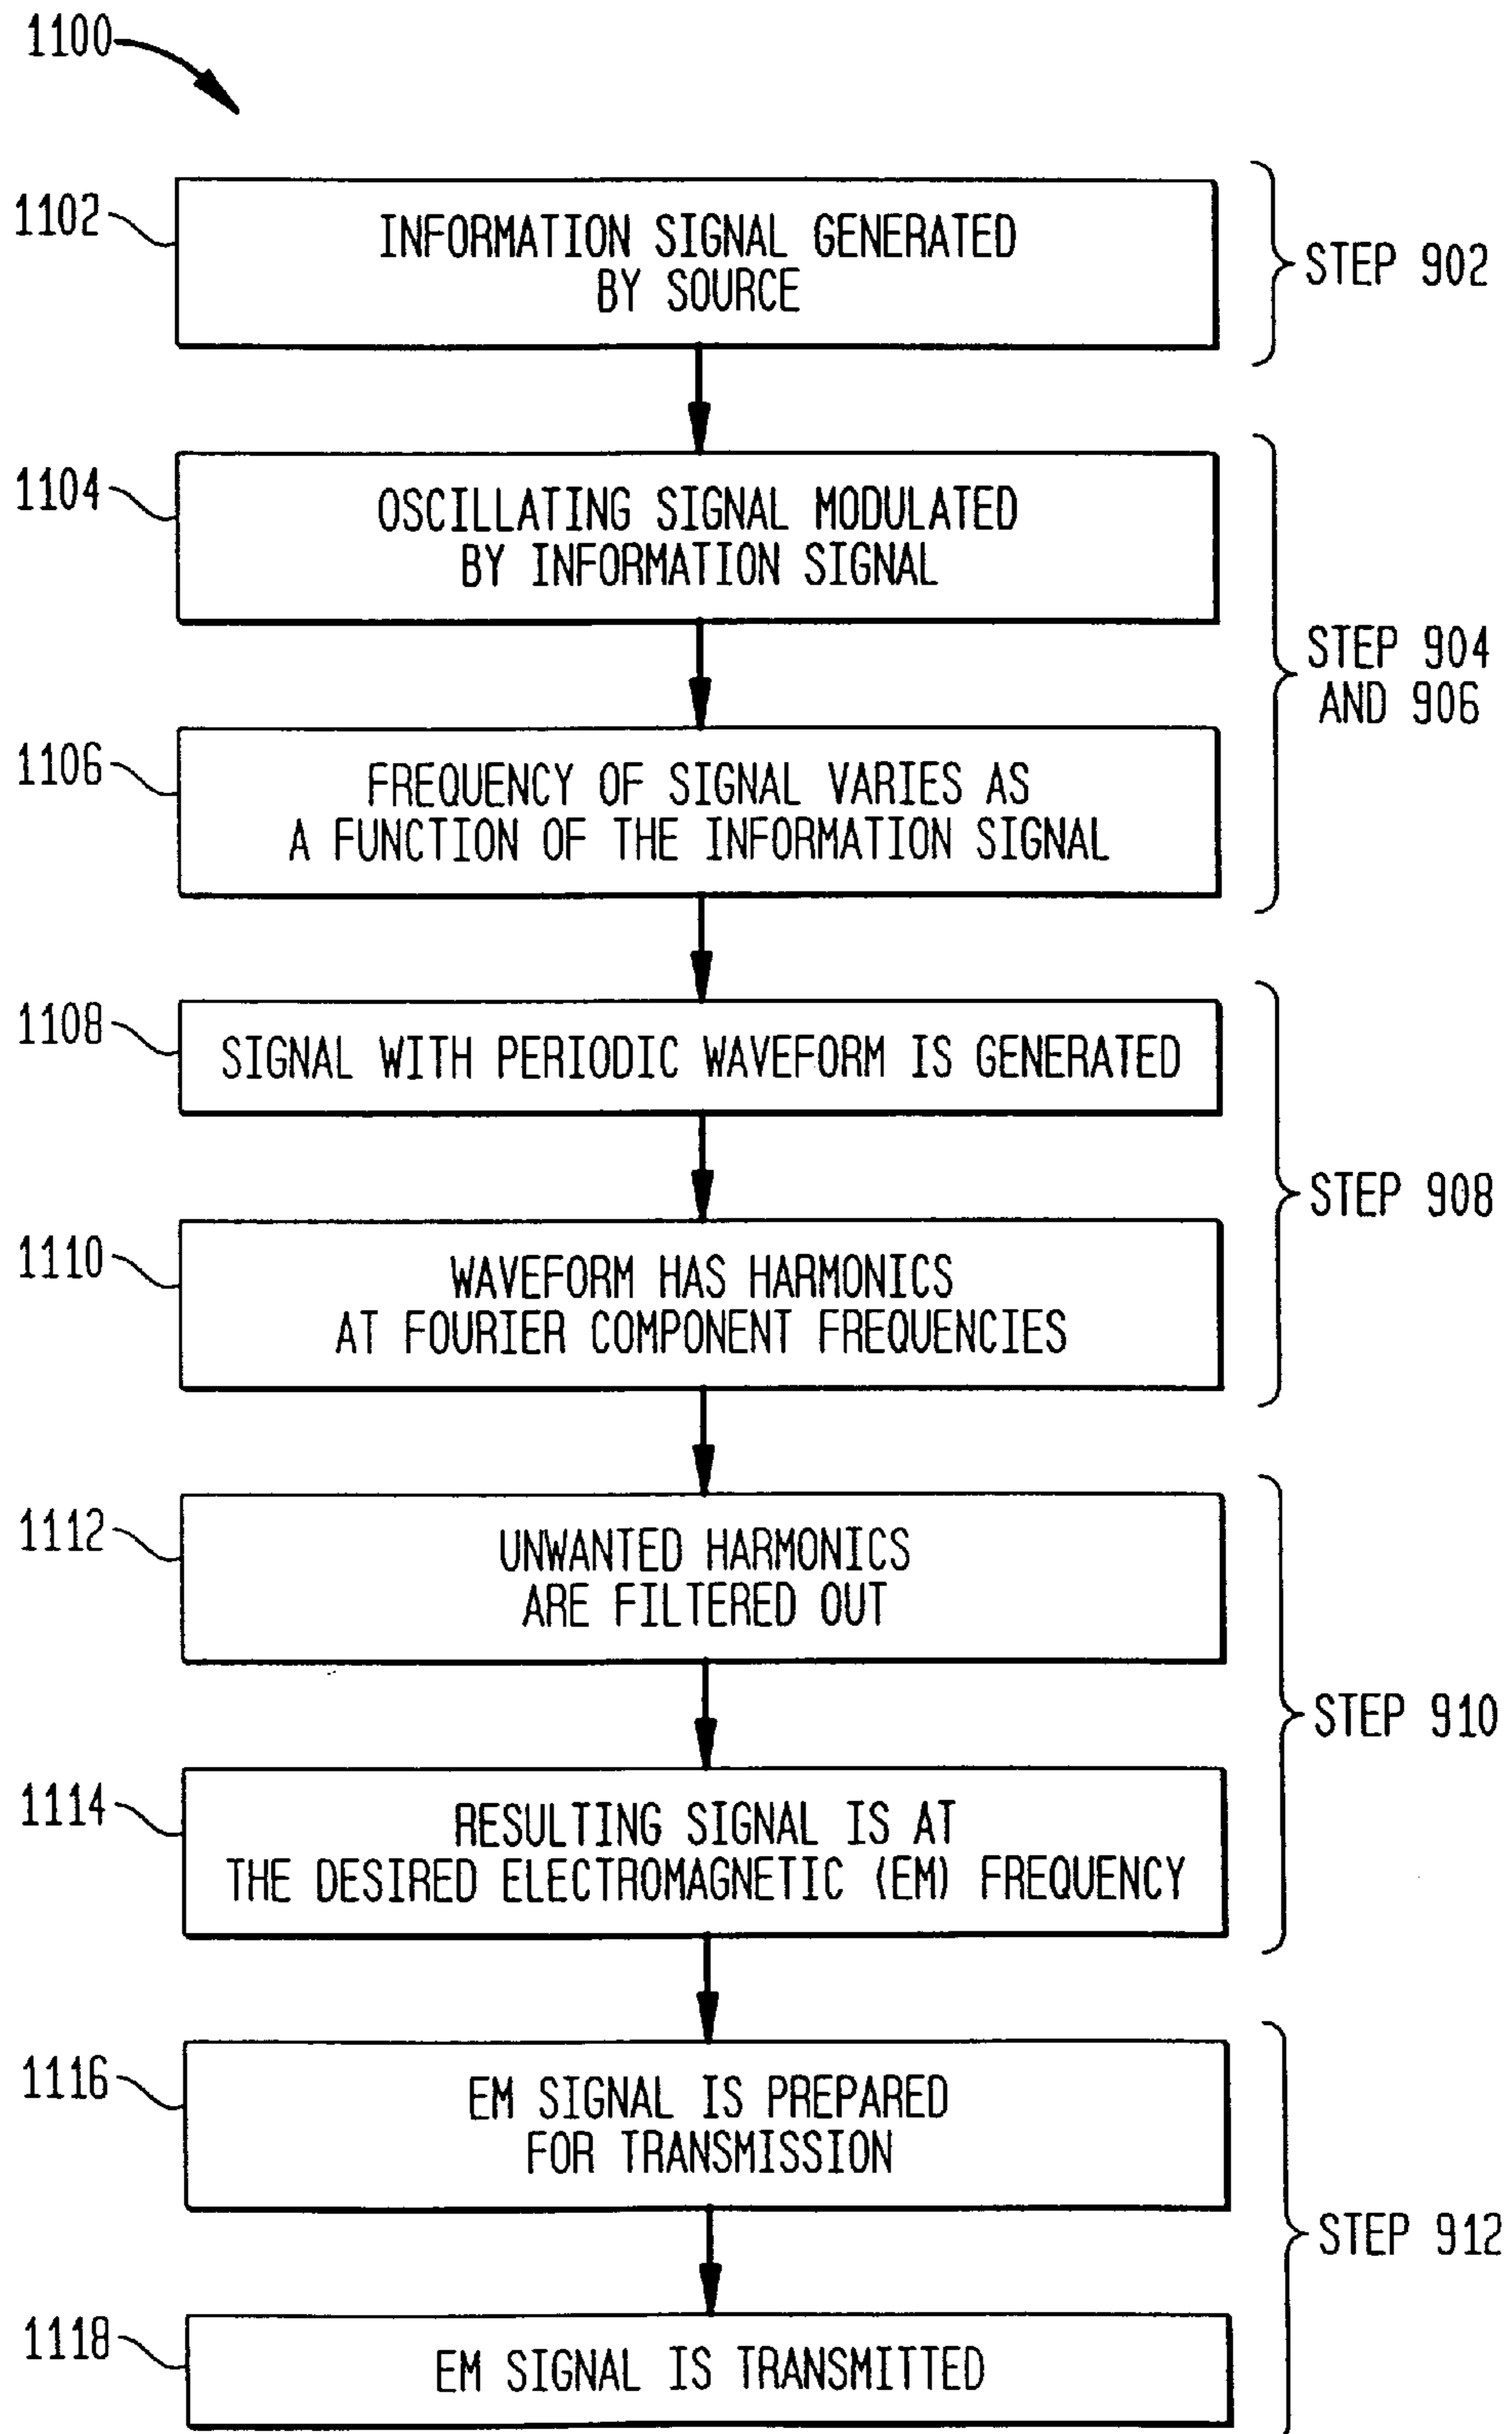 1100
1102
INFORMATION SIGNAL GENERATED
BY SOURCE
STEP 902
1104
OSCILLATING SIGNAL MODULATED
BY INFORMATION SIGNAL
STEP 904
AND 906
1106
FREQUENCY OF SIGNAL VARIES AS
A FUNCTION OF THE INFORMATION SIGNAL
1108
SIGNAL WITH PERIODIC WAVEFORM IS GENERATED
STEP 908
1110
WAVEFORM HAS HARMONICS
AT FOURIER COMPONENT FREQUENCIES
1112
UNWANTED HARMONICS
ARE FILTERED OUT
STEP 910
1114
RESULTING SIGNAL IS AT
THE DESIRED ELECTROMAGNETIC (EM) FREQUENCY
1116
EM SIGNAL IS PREPARED
FOR TRANSMISSION
STEP 912
1118
EM SIGNAL IS TRANSMITTED